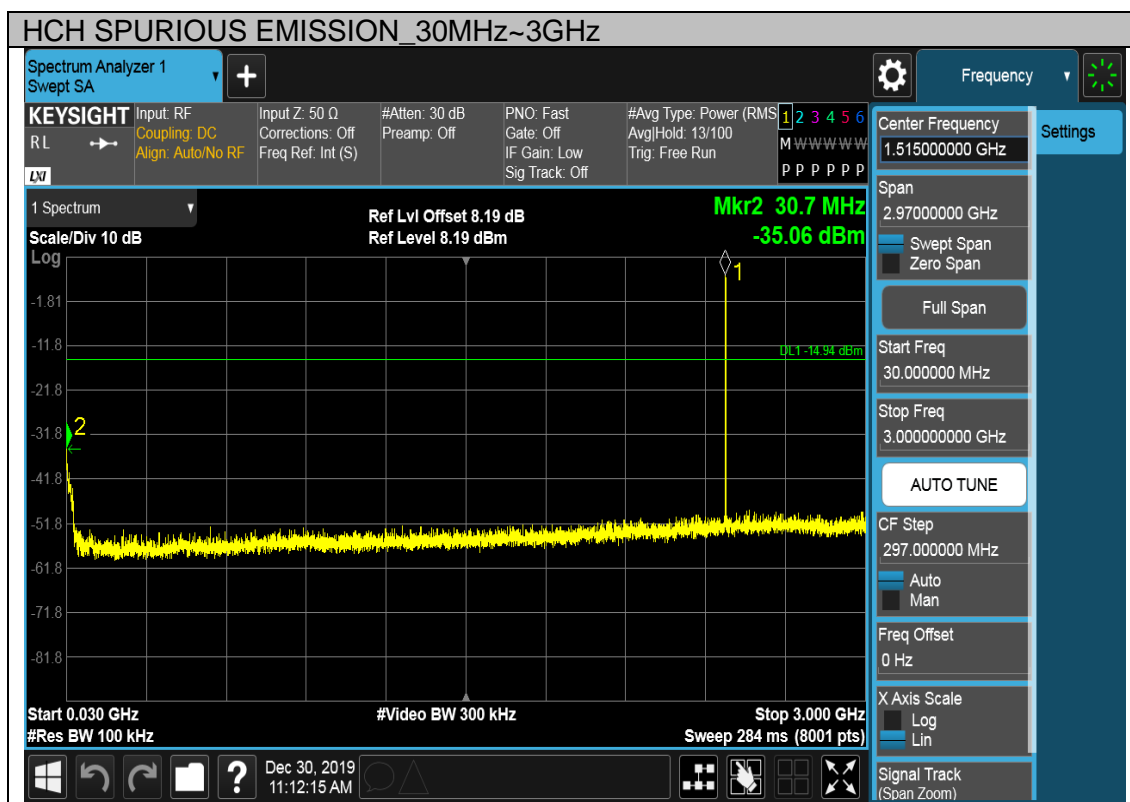 HCH SPURIOUS EMISSION_30MHz~3GHz
Spectrum Analyzer 1
Swept SA
+
Frequency
KEYSIGHT
RL
LXI
Input: RF
Coupling: DC
Align: Auto/No RF
Input Z: 50 Ω
Corrections: Off
Freq Ref: Int (S)
#Atten: 30 dB
Preamp: Off
PNO: Fast
Gate: Off
IF Gain: Low
Sig Track: Off
#Avg Type: Power (RMS
Avg|Hold: 13/100
Trig: Free Run
1 2 3 4 5 6
M W W W W W
P P P P P P
1 Spectrum
Scale/Div 10 dB
Ref Lvl Offset 8.19 dB
Ref Level 8.19 dBm
Mkr2 30.7 MHz
-35.06 dBm
Log
1
-1.81
-11.8
DL1 -14.94 dBm
-21.8
-31.8
2
-41.8
-51.8
-61.8
-71.8
-81.8
Start 0.030 GHz
#Video BW 300 kHz
Stop 3.000 GHz
#Res BW 100 kHz
Sweep 284 ms (8001 pts)
?
Dec 30, 2019
11:12:15 AM
Center Frequency
1.515000000 GHz
Settings
Span
2.97000000 GHz
Swept Span
Zero Span
Full Span
Start Freq
30.000000 MHz
Stop Freq
3.000000000 GHz
AUTO TUNE
CF Step
297.000000 MHz
Auto
Man
Freq Offset
0 Hz
X Axis Scale
Log
Lin
Signal Track
(Span Zoom)